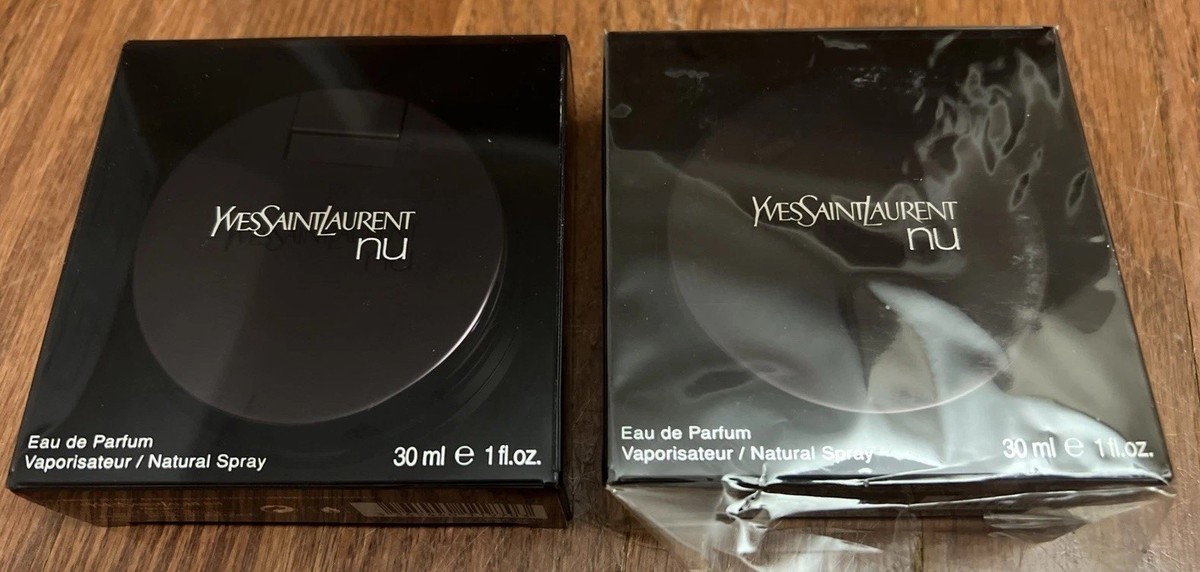 YVESSAINTLAURENT
nu
Eau de Parfum
Vaporisateur / Natural Spray
30 ml e 1 fl.oz.
YVESSAINTLAURENT
nu
Eau de Parfum
Vaporisateur / Natural Spray
30 ml e 1 fl.oz.